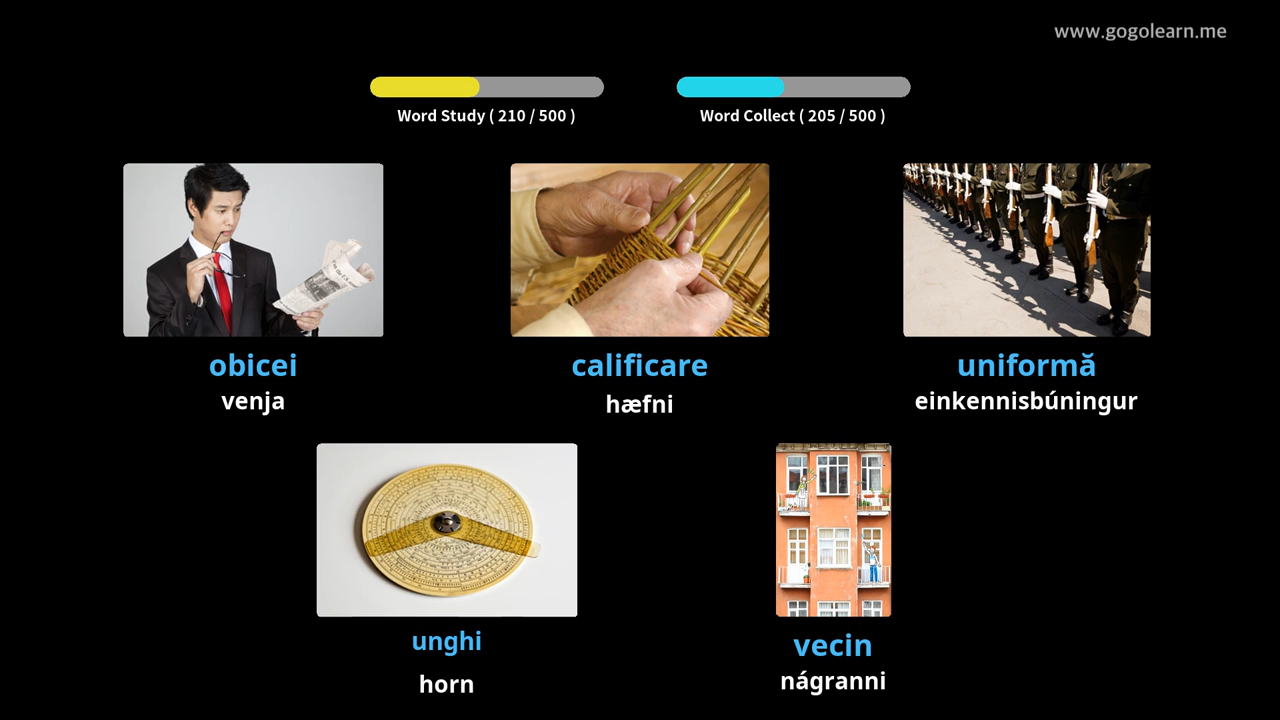 www.gogolearn.me
Word Study ( 210 / 500 )
Word Collect ( 205 / 500 )
obicei
venja
calificare
hæfni
uniformă
einkennisbúningur
unghi
horn
vecin
nágranni